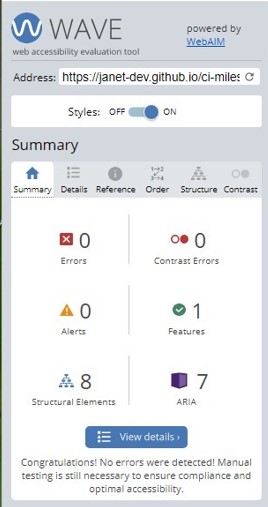 WAVE
powered by
WebAIM
web accessibility evaluation tool
Address: https://janet-dev.github.io/ci-miles
Styles: OFF ON
Summary
Summary Details Reference Order Structure Contrast
0 0
Errors Contrast Errors
0 1
Alerts Features
8 7
Structural Elements ARIA
View details ›
Congratulations! No errors were detected! Manual
testing is still necessary to ensure compliance and
optimal accessibility.